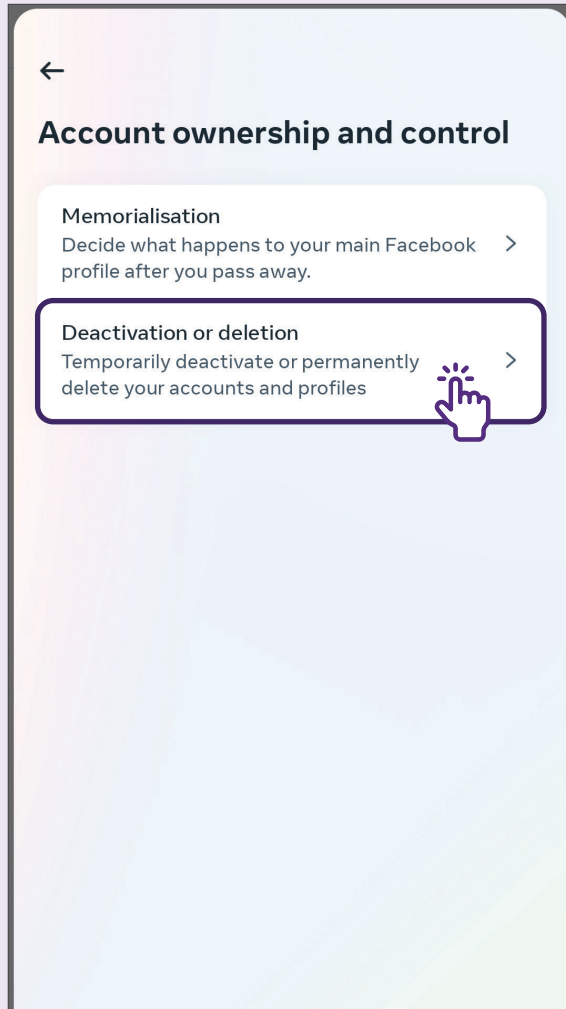 Account ownership and control
Memorialisation
Decide what happens to your main Facebook
profile after you pass away.
Deactivation or deletion
Temporarily deactivate or permanently
delete your accounts and profiles